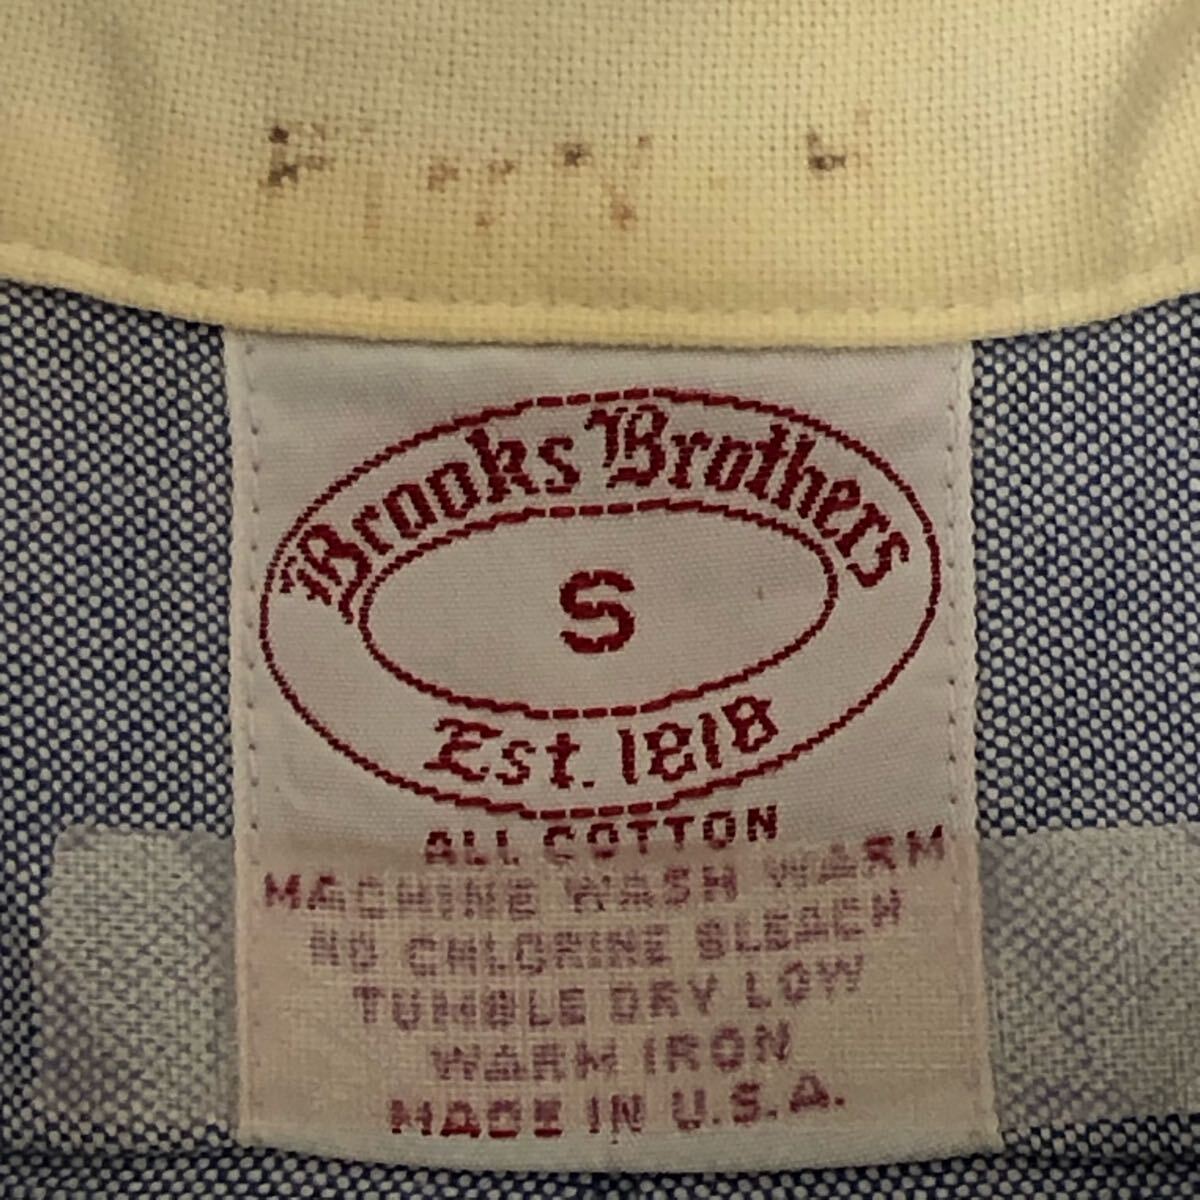 Brooks Brothers
S
Est. 1818
ALL COTTON
MACHINE WASH WARM
NO CHLORINE BLEACH
TUMBLE DRY LOW
WARM IRON
MADE IN U.S.A.